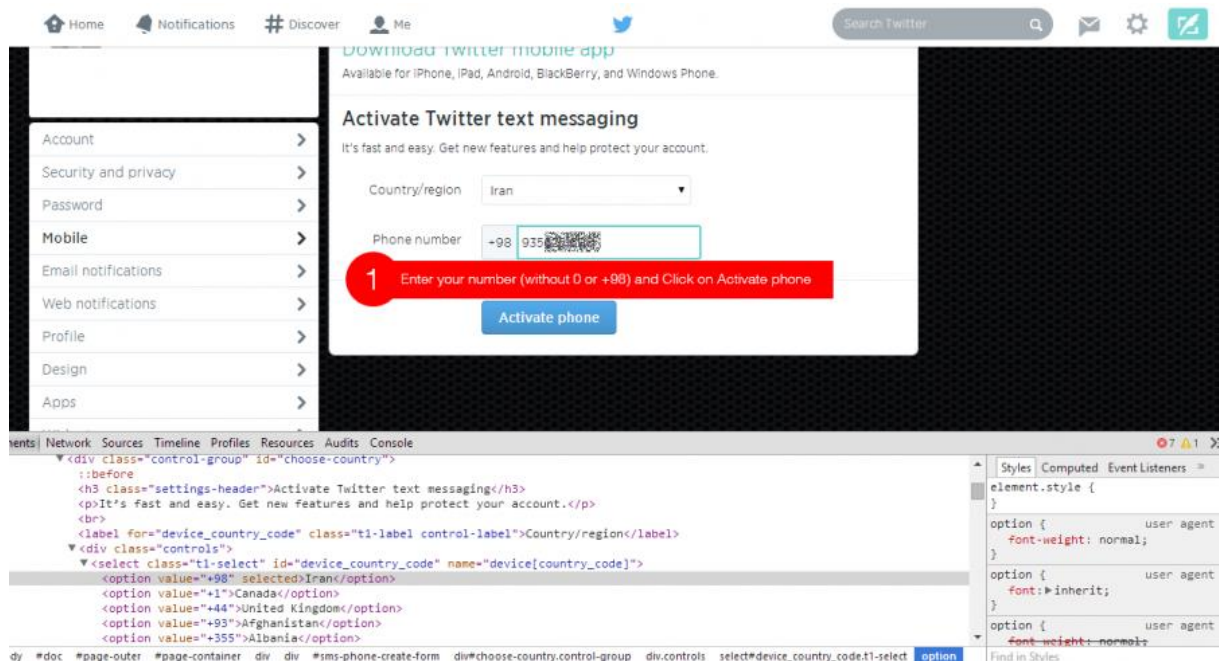 Home Notifications # Discover Me Search Twitter
Download Twitter mobile app
Available for iPhone, iPad, Android, BlackBerry, and Windows Phone.
Activate Twitter text messaging
It's fast and easy. Get new features and help protect your account.
Country/region Iran
Phone number +98 935
1 Enter your number (without 0 or +98) and Click on Activate phone
Activate phone
Account
Security and privacy
Password
Mobile
Email notifications
Web notifications
Profile
Design
Apps
Network Sources Timeline Profiles Resources Audits Console 7 1
<div class="control-group" id="choose-country">
::before
<h3 class="settings-header">Activate Twitter text messaging</h3>
<p>It's fast and easy. Get new features and help protect your account.</p>
<br>
<label for="device_country_code" class="t1-label control-label">Country/region</label>
<div class="controls">
<select class="t1-select" id="device_country_code" name="device[country_code]">
<option value="+98" selected>Iran</option>
<option value="+1">Canada</option>
<option value="+44">United Kingdom</option>
<option value="+93">Afghanistan</option>
<option value="+355">Albania</option>
#doc #page-outer #page-container div div #sms-phone-create-form div#choose-country.control-group div.controls select#device_country_code.t1-select option
Styles Computed Event Listeners »
element.style {
}
option { user agent
font-weight: normal;
}
option { user agent
font: inherit;
}
option { user agent
font-weight: normal;
Find in Styles